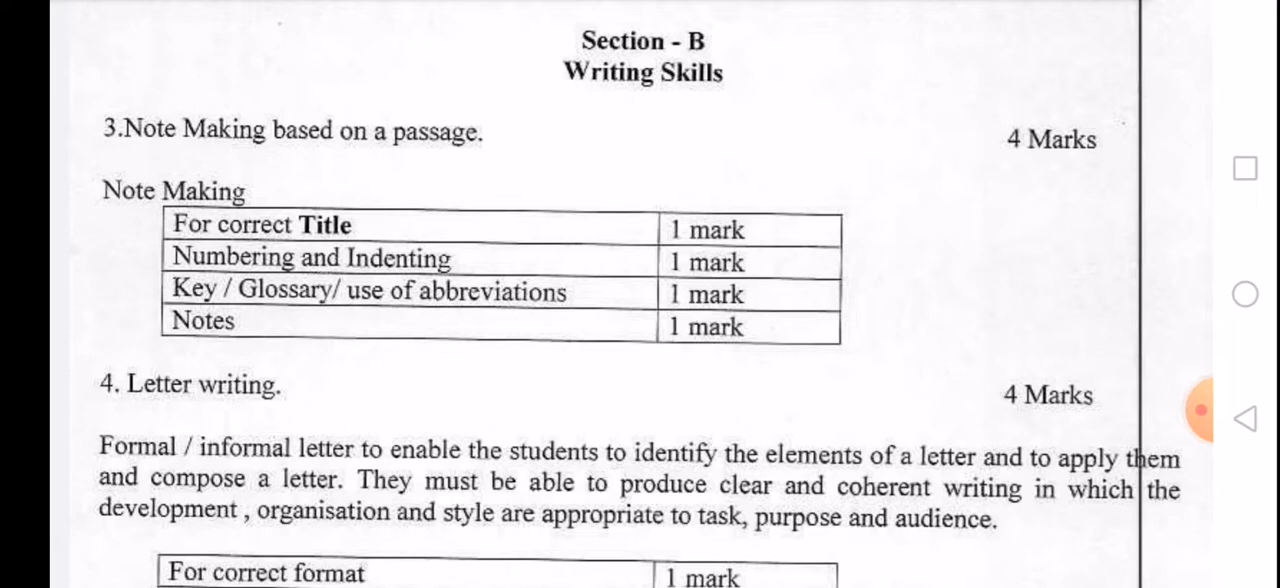 Section - B
Writing Skills
3.Note Making based on a passage.
4 Marks
Note Making
For correct Title
1 mark
Numbering and Indenting
1 mark
Key / Glossary/ use of abbreviations
1 mark
Notes
1 mark
4. Letter writing.
4 Marks
Formal / informal letter to enable the students to identify the elements of a letter and to apply them
and compose a letter. They must be able to produce clear and coherent writing in which the
development , organisation and style are appropriate to task, purpose and audience.
For correct format
1 mark